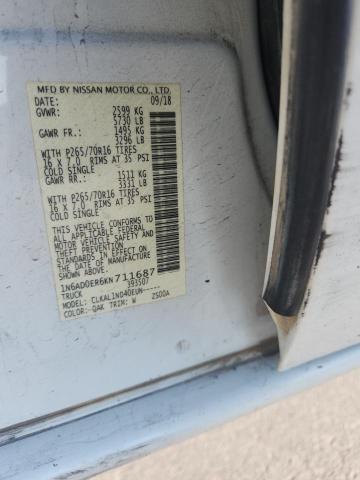 MFD BY NISSAN MOTOR CO., LTD.
DATE: 09/18
GVWR: 2599 KG
5730 LB
GAWR FR: 1495 KG
3296 LB
WITH P265/70R16 TIRES
16 X 7.0 RIMS AT 35 PSI
COLD SINGLE
GAWR RR: 1511 KG
3331 LB
WITH P265/70R16 TIRES
16 X 7.0 RIMS AT 35 PSI
COLD SINGLE
THIS VEHICLE CONFORMS TO
ALL APPLICABLE FEDERAL
MOTOR VEHICLE SAFETY
STANDARDS IN EFFECT ON
THE DATE OF MANUFACTURE
SHOWN ABOVE.
1N6AD0ER6KN711687
TRUCK 393507
MODEL: CLKAL1ND40EUN-----
COLOR: QAK TRIM: W 2500A